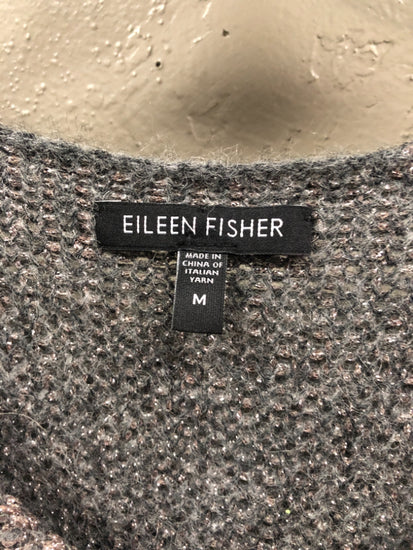 EILEEN FISHER
MADE IN
CHINA OF
ITALIAN
YARN
M